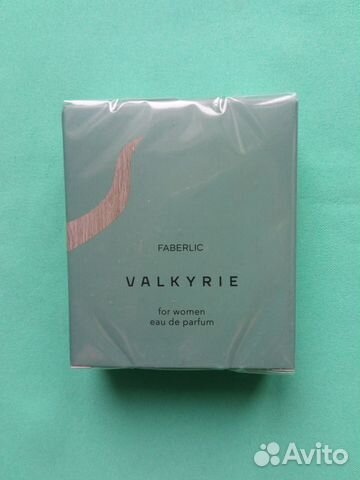 FABERLIC
VALKYRIE
for women
eau de parfum
Avito